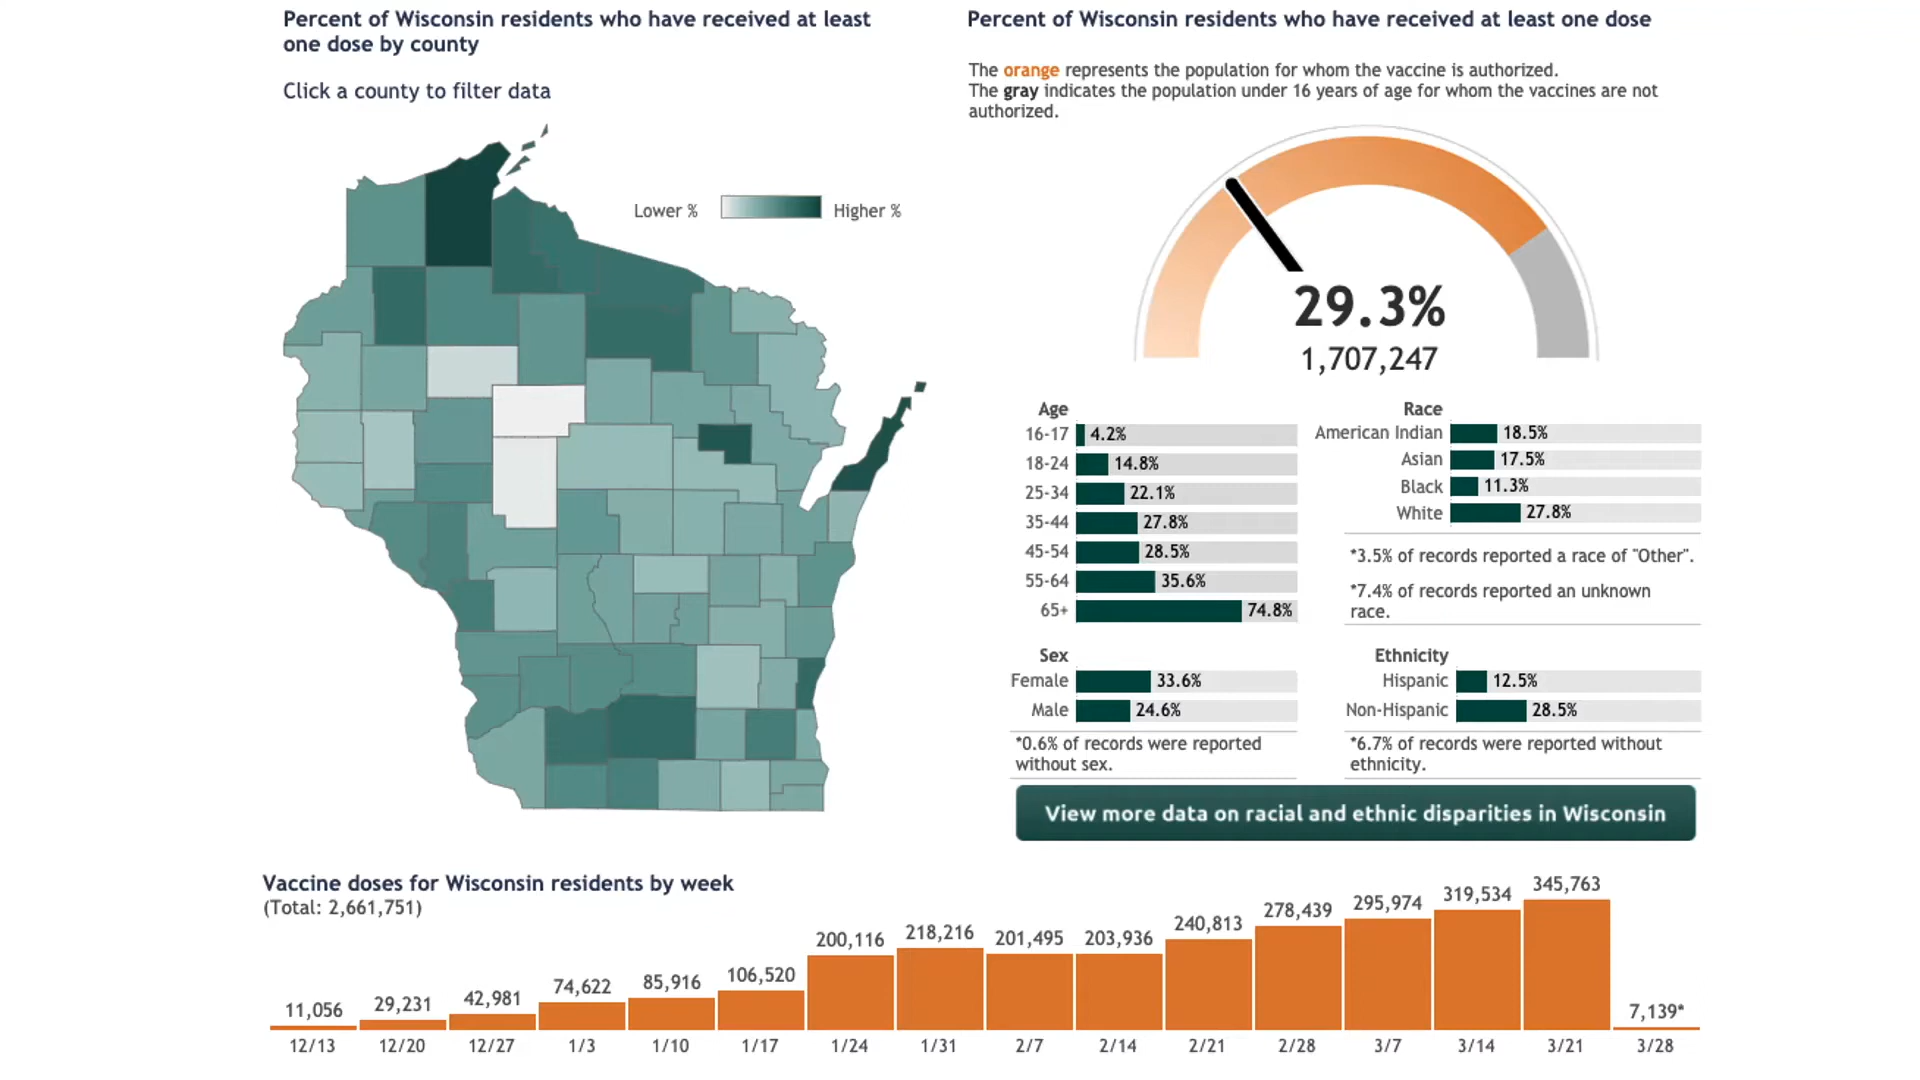 Percent of Wisconsin residents who have received at least
one dose by county
Click a county to filter data
Lower %
Higher %
Percent of Wisconsin residents who have received at least one dose
The orange represents the population for whom the vaccine is authorized.
The gray indicates the population under 16 years of age for whom the vaccines are not
authorized.
29.3%
1,707,247
Age
16-17 4.2%
18-24 14.8%
25-34 22.1%
35-44 27.8%
45-54 28.5%
55-64 35.6%
65+ 74.8%
Race
American Indian 18.5%
Asian 17.5%
Black 11.3%
White 27.8%
*3.5% of records reported a race of "Other".
*7.4% of records reported an unknown
race.
Sex
Female 33.6%
Male 24.6%
*0.6% of records were reported
without sex.
Ethnicity
Hispanic 12.5%
Non-Hispanic 28.5%
*6.7% of records were reported without
ethnicity.
View more data on racial and ethnic disparities in Wisconsin
Vaccine doses for Wisconsin residents by week
(Total: 2,661,751)
11,056 29,231 42,981 74,622 85,916 106,520 200,116 218,216 201,495 203,936 240,813 278,439 295,974 319,534 345,763 7,139*
12/13 12/20 12/27 1/3 1/10 1/17 1/24 1/31 2/7 2/14 2/21 2/28 3/7 3/14 3/21 3/28